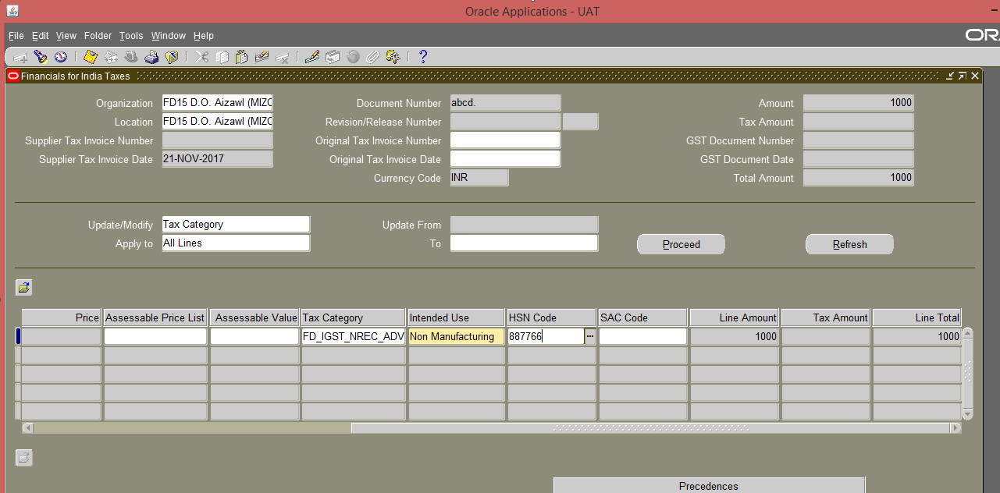 Oracle Applications - UAT
File Edit View Folder Tools Window Help
ORA
Financials for India Taxes
Organization FD15 D.O. Aizawl (MIZO Document Number abcd. Amount 1000
Location FD15 D.O. Aizawl (MIZO Revision/Release Number Tax Amount
Supplier Tax Invoice Number Original Tax Invoice Number GST Document Number
Supplier Tax Invoice Date 21-NOV-2017 Original Tax Invoice Date GST Document Date
Currency Code INR Total Amount 1000
Update/Modify Tax Category Update From
Apply to All Lines To Proceed Refresh
Price Assessable Price List Assessable Value Tax Category Intended Use HSN Code SAC Code Line Amount Tax Amount Line Total
FD_IGST_NREC_ADV Non Manufacturing 887766 ... 1000 1000
Precedences